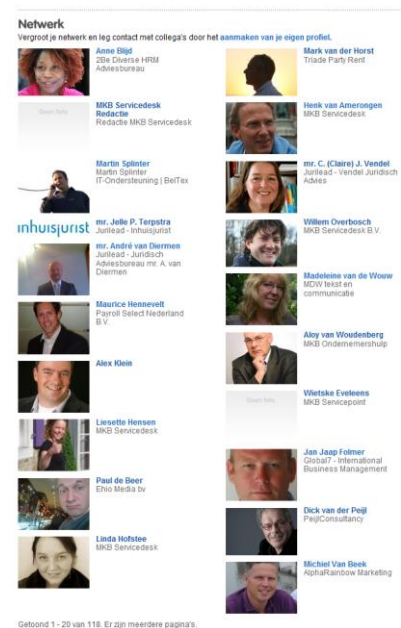 Netwerk
Vergroot je netwerk en leg contact met collega's door het aanmaken van je eigen profiel.
Anne Blijd
2Be Diverse HRM
Adviesbureau
Geen foto
MKB Servicedesk
Redactie
Redactie MKB Servicedesk
Martin Splinter
Martin Splinter
IT-Ondersteuning | BelTex
inhuisjurist
mr. Jelle P. Terpstra
Jurilead - Inhuisjurist
mr. André van
Diermen
Jurilead - Juridisch
Adviesbureau mr. A. van
Diermen
Maurice Hennevelt
Payroll Select Nederland
B.V.
Alex Klein
Liesette Hensen
MKB Servicedesk
Paul de Beer
Ehio Media bv
Linda Hofstee
MKB Servicedesk
Mark van der Horst
Triade Party Rent
Henk van Amerongen
MKB Servicedesk
mr. C. (Claire) J. Vendel
Jurilead - Vendel Juridisch
Advies
Willem Overbosch
MKB Servicedesk B.V.
Madeleine van de Wouw
MDW tekst en
communicatie
Aloy van Woudenberg
MKB Ondernemershulp
Geen foto
Wietske Eveleens
MKB Servicepoint
Jan Jaap Folmer
Global7 - International
Business Management
Dick van der Peijl
PeijlConsultancy
Michiel Van Beek
AlphaRainbow Marketing
Getoond 1 - 20 van 118. Er zijn meerdere pagina's.